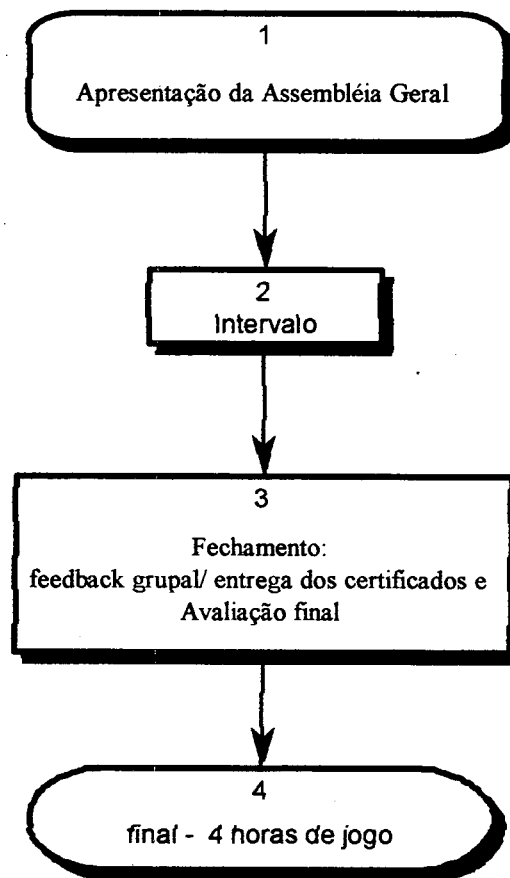 1
Apresentação da Assembléia Geral
2
Intervalo
3
Fechamento:
feedback grupal/ entrega dos certificados e
Avaliação final
4
final - 4 horas de jogo